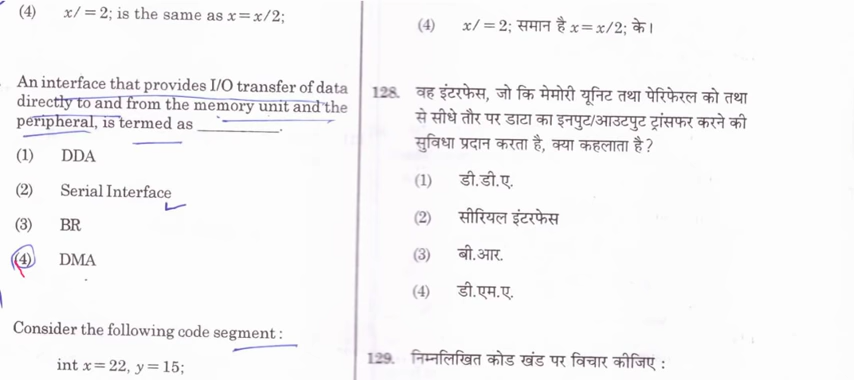 (4) x/=2; is the same as x=x/2;
An interface that provides I/O transfer of data
directly to and from the memory unit and the
peripheral, is termed as __________.
(1) DDA
(2) Serial Interface
(3) BR
(4) DMA
Consider the following code segment :
int x=22, y=15;
(4) x/=2; समान है x=x/2; के।
128. वह इंटरफेस, जो कि मेमोरी यूनिट तथा पेरिफेरल को तथा
से सीधे तौर पर डाटा का इनपुट/आउटपुट ट्रांसफर करने की
सुविधा प्रदान करता है, क्या कहलाता है?
(1) डी.डी.ए.
(2) सीरियल इंटरफेस
(3) बी.आर.
(4) डी.एम.ए.
129. निम्नलिखित कोड खंड पर विचार कीजिए :